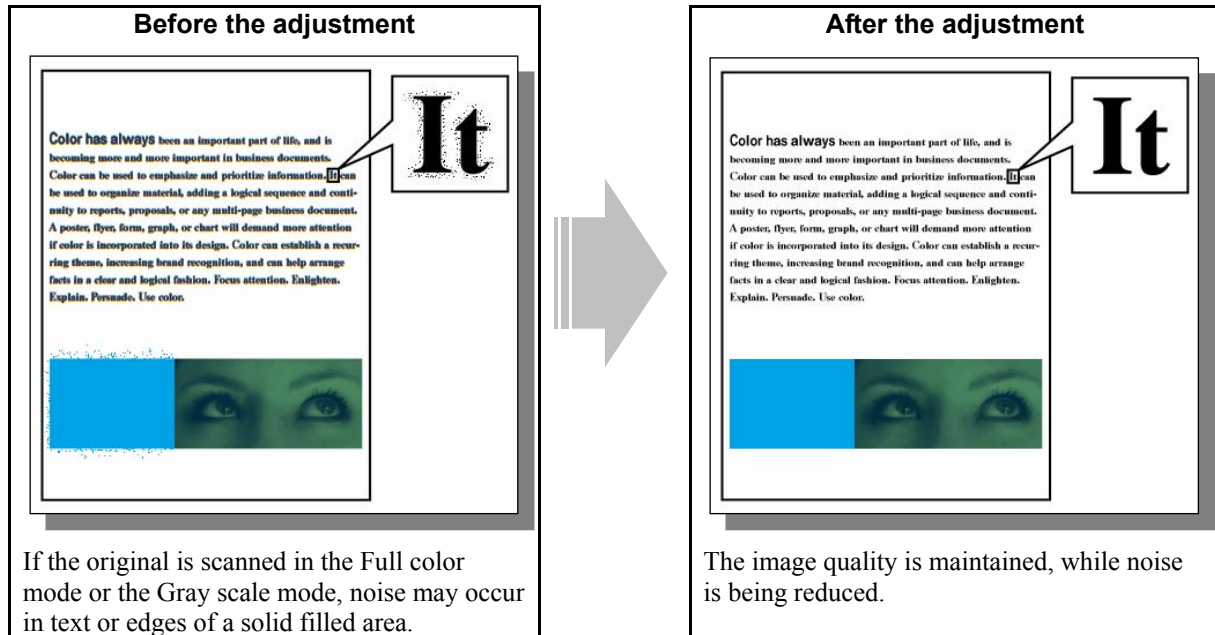 Before the adjustment
Color has always been an important part of life, and is
becoming more and more important in business documents.
Color can be used to emphasize and prioritize information. It can
be used to organize material, adding a logical sequence and conti-
nuity to reports, proposals, or any multi-page business document.
A poster, flyer, form, graph, or chart will demand more attention
if color is incorporated into its design. Color can establish a recur-
ring theme, increasing brand recognition, and can help arrange
facts in a clear and logical fashion. Focus attention. Enlighten.
Explain. Persuade. Use color.
It
If the original is scanned in the Full color
mode or the Gray scale mode, noise may occur
in text or edges of a solid filled area.
After the adjustment
Color has always been an important part of life, and is
becoming more and more important in business documents.
Color can be used to emphasize and prioritize information. It can
be used to organize material, adding a logical sequence and conti-
nuity to reports, proposals, or any multi-page business document.
A poster, flyer, form, graph, or chart will demand more attention
if color is incorporated into its design. Color can establish a recur-
ring theme, increasing brand recognition, and can help arrange
facts in a clear and logical fashion. Focus attention. Enlighten.
Explain. Persuade. Use color.
It
The image quality is maintained, while noise
is being reduced.